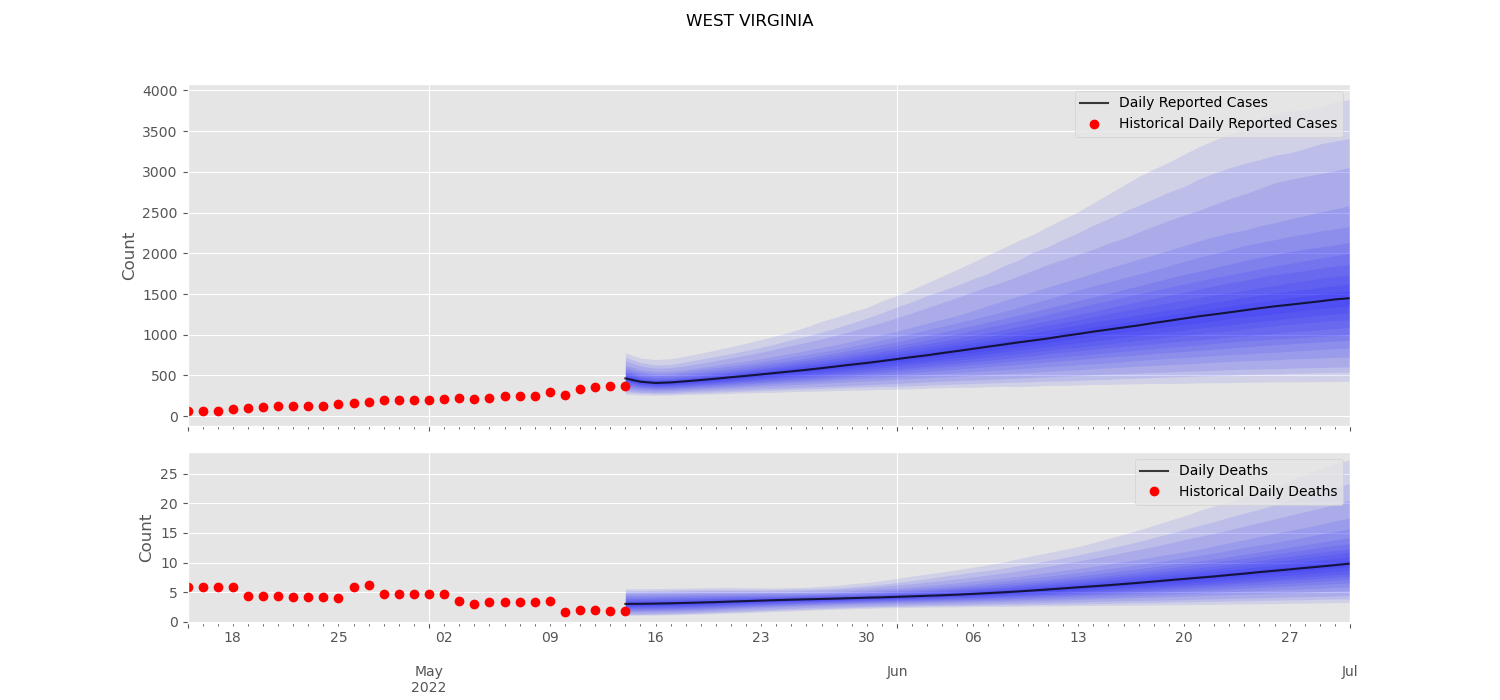 WEST VIRGINIA
4000
3500
3000
2500
2000
1500
1000
500
0
Count
Daily Reported Cases
Historical Daily Reported Cases
25
20
15
10
5
0
Count
Daily Deaths
Historical Daily Deaths
18 25 02 09 16 23 30 06 13 20 27
May Jun Jul
2022